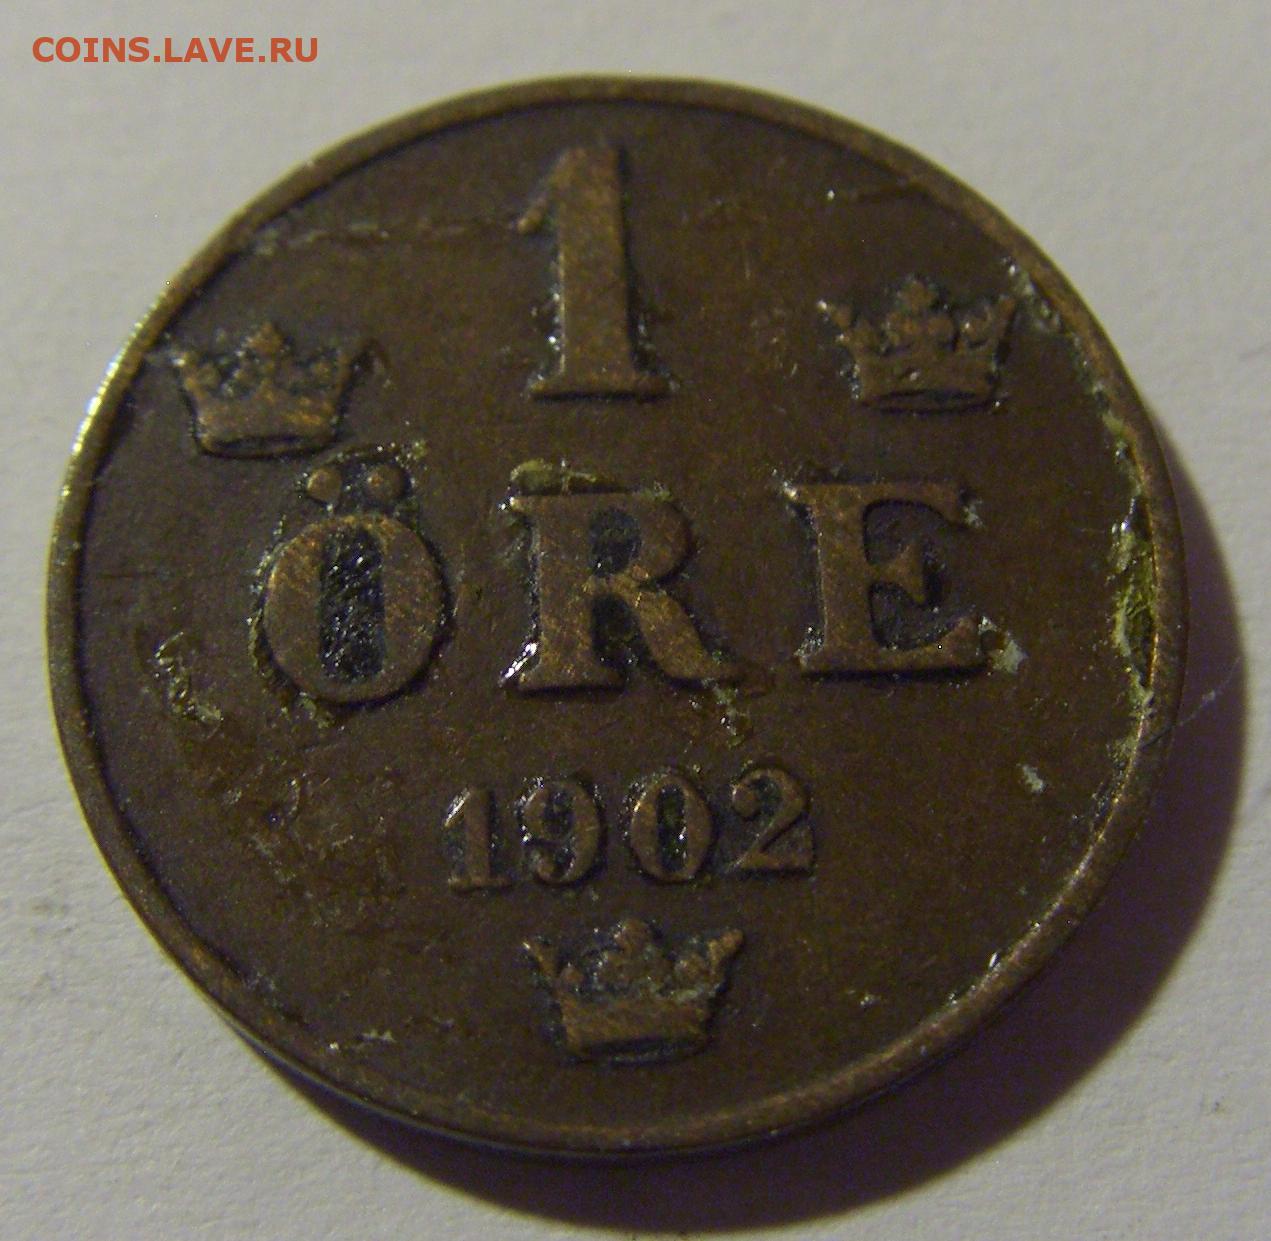 COINS.LAVE.RU
1
ÖRE
1902